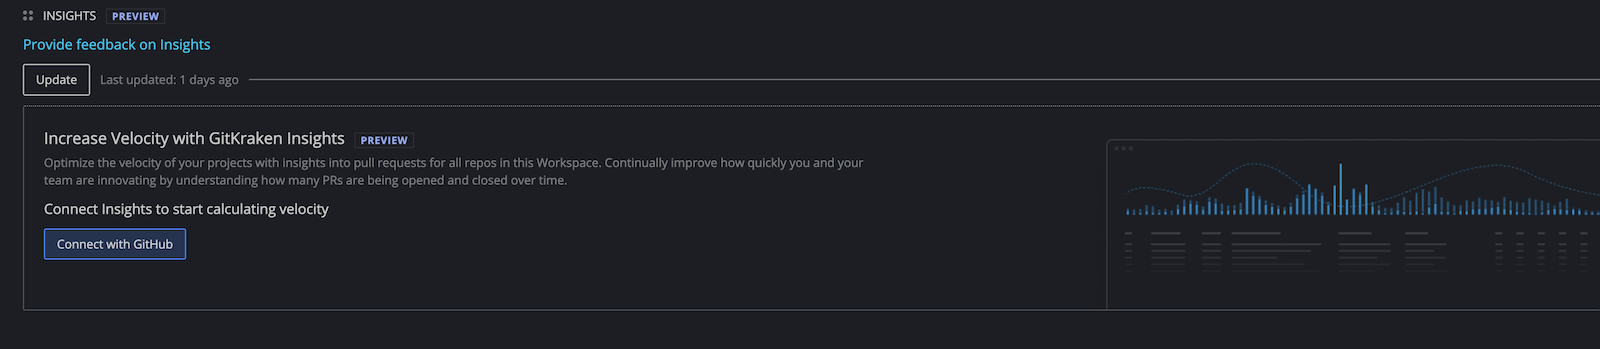 INSIGHTS PREVIEW
Provide feedback on Insights
Update Last updated: 1 days ago
Increase Velocity with GitKraken Insights PREVIEW
Optimize the velocity of your projects with insights into pull requests for all repos in this Workspace. Continually improve how quickly you and your
team are innovating by understanding how many PRs are being opened and closed over time.
Connect Insights to start calculating velocity
Connect with GitHub